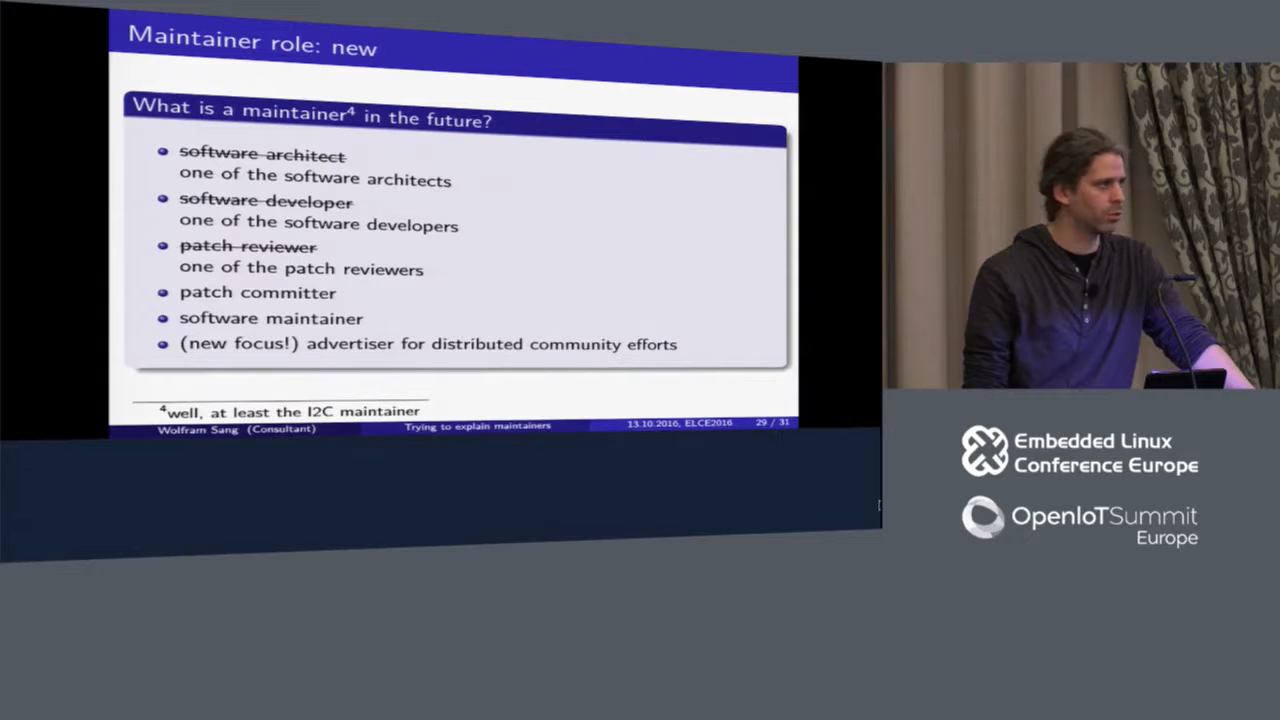 Maintainer role: new
What is a maintainer⁴ in the future?
software architect
one of the software architects
software developer
one of the software developers
patch reviewer
one of the patch reviewers
patch committer
software maintainer
(new focus!) advertiser for distributed community efforts
⁴well, at least the I2C maintainer
Wolfram Sang (Consultant) Trying to explain maintainers 13.10.2016, ELCE2016 29 / 31
Embedded Linux
Conference Europe
OpenIoTSummit
Europe